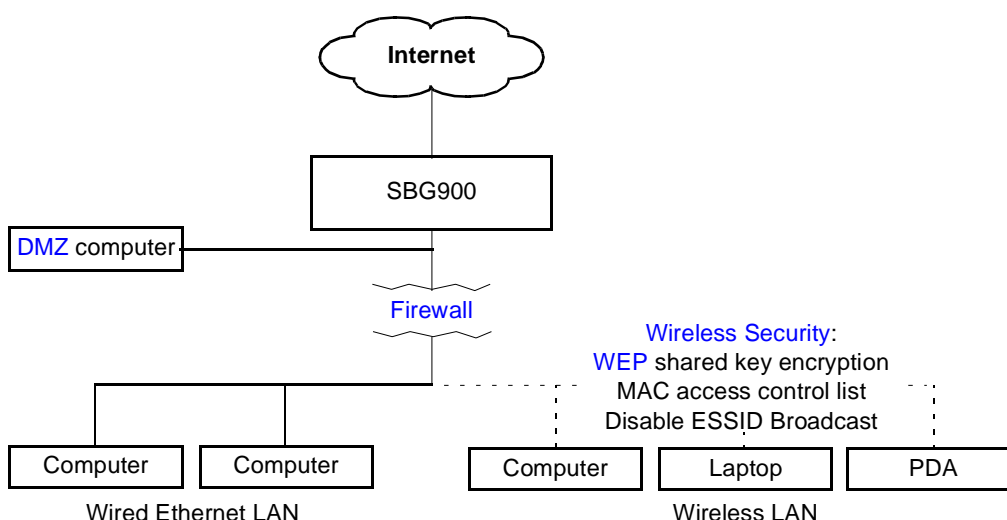 Internet
SBG900
DMZ computer
Firewall
Wireless Security:
WEP shared key encryption
MAC access control list
Disable ESSID Broadcast
Computer
Computer
Computer
Laptop
PDA
Wired Ethernet LAN
Wireless LAN